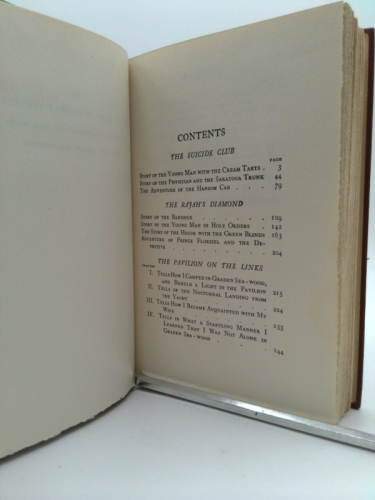 CONTENTS
THE SUICIDE CLUB
PAGE
STORY OF THE YOUNG MAN WITH THE CREAM TARTS . 3
STORY OF THE PHYSICIAN AND THE SARATOGA TRUNK 44
THE ADVENTURE OF THE HANSOM CAB . . . . 79
THE RAJAH'S DIAMOND
STORY OF THE BANDBOX . . . . . 109
STORY OF THE YOUNG MAN IN HOLY ORDERS . . 142
THE STORY OF THE HOUSE WITH THE GREEN BLINDS 163
ADVENTURE OF PRINCE FLORIZEL AND THE DE-
TECTIVE . . . . . . . 204
THE PAVILION ON THE LINKS
CHAPTER
I. TELLS HOW I CAMPED IN GRADEN SEA-WOOD,
AND BEHELD A LIGHT IN THE PAVILION 213
II. TELLS OF THE NOCTURNAL LANDING FROM
THE YACHT . . . . . 224
III. TELLS HOW I BECAME ACQUAINTED WITH MY
WIFE . . . . . . 233
IV. TELLS IN WHAT A STARTLING MANNER I
LEARNED THAT I WAS NOT ALONE IN
GRADEN SEA-WOOD . . . . 244